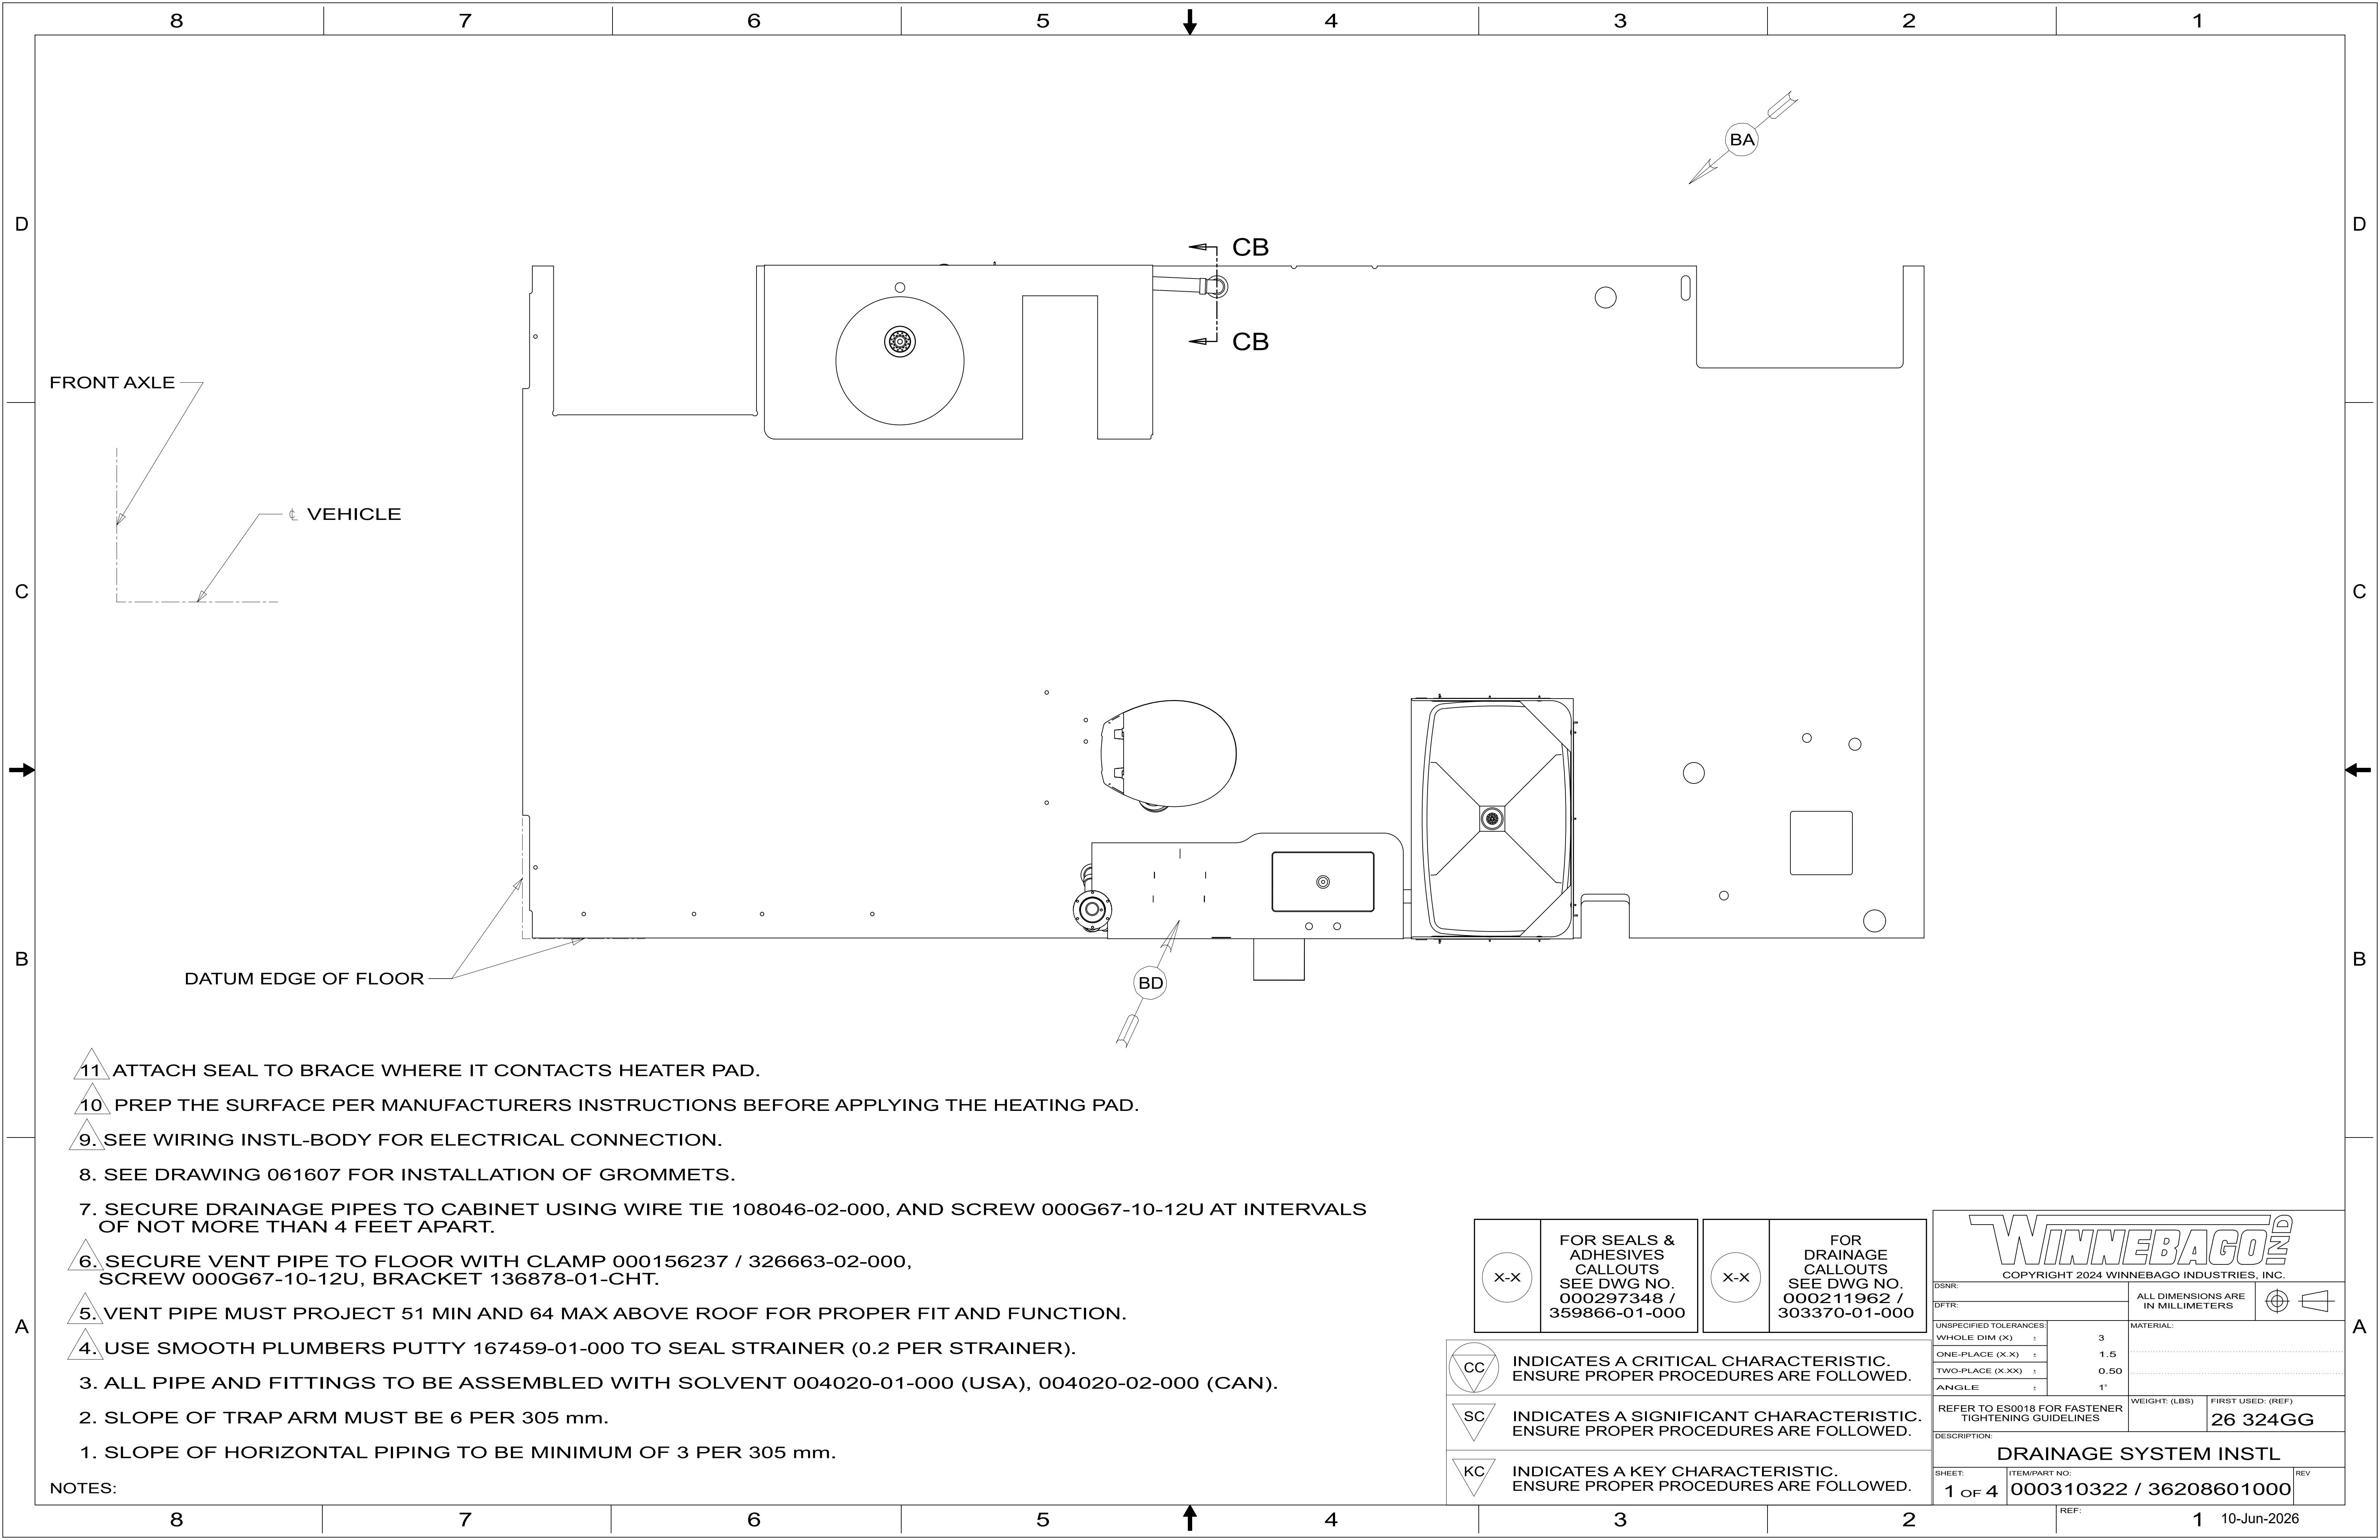 8 7 6 5 4 3 2 1
BA
D D
CB
CB
FRONT AXLE
℄ VEHICLE
C C
DATUM EDGE OF FLOOR
BD
B B
11 ATTACH SEAL TO BRACE WHERE IT CONTACTS HEATER PAD.
10 PREP THE SURFACE PER MANUFACTURERS INSTRUCTIONS BEFORE APPLYING THE HEATING PAD.
9. SEE WIRING INSTL-BODY FOR ELECTRICAL CONNECTION.
8. SEE DRAWING 061607 FOR INSTALLATION OF GROMMETS.
7. SECURE DRAINAGE PIPES TO CABINET USING WIRE TIE 108046-02-000, AND SCREW 000G67-10-12U AT INTERVALS
OF NOT MORE THAN 4 FEET APART.
6. SECURE VENT PIPE TO FLOOR WITH CLAMP 000156237 / 326663-02-000,
SCREW 000G67-10-12U, BRACKET 136878-01-CHT.
5. VENT PIPE MUST PROJECT 51 MIN AND 64 MAX ABOVE ROOF FOR PROPER FIT AND FUNCTION.
4. USE SMOOTH PLUMBERS PUTTY 167459-01-000 TO SEAL STRAINER (0.2 PER STRAINER).
3. ALL PIPE AND FITTINGS TO BE ASSEMBLED WITH SOLVENT 004020-01-000 (USA), 004020-02-000 (CAN).
2. SLOPE OF TRAP ARM MUST BE 6 PER 305 mm.
1. SLOPE OF HORIZONTAL PIPING TO BE MINIMUM OF 3 PER 305 mm.
NOTES:
A A
X-X
FOR SEALS &
ADHESIVES
CALLOUTS
SEE DWG NO.
000297348 /
359866-01-000
X-X
FOR
DRAINAGE
CALLOUTS
SEE DWG NO.
000211962 /
303370-01-000
CC
INDICATES A CRITICAL CHARACTERISTIC.
ENSURE PROPER PROCEDURES ARE FOLLOWED.
SC
INDICATES A SIGNIFICANT CHARACTERISTIC.
ENSURE PROPER PROCEDURES ARE FOLLOWED.
KC
INDICATES A KEY CHARACTERISTIC.
ENSURE PROPER PROCEDURES ARE FOLLOWED.
WINNEBAGO IND
COPYRIGHT 2024 WINNEBAGO INDUSTRIES, INC.
DSNR:
DFTR:
ALL DIMENSIONS ARE
IN MILLIMETERS
UNSPECIFIED TOLERANCES:
WHOLE DIM (X) ± 3
ONE-PLACE (X.X) ± 1.5
TWO-PLACE (X.XX) ± 0.50
ANGLE ± 1°
MATERIAL:
REFER TO ES0018 FOR FASTENER
TIGHTENING GUIDELINES
WEIGHT: (LBS)
FIRST USED: (REF)
26 324GG
DESCRIPTION:
DRAINAGE SYSTEM INSTL
SHEET:
1 OF 4
ITEM/PART NO:
000310322 / 36208601000
REV
REF:
8 7 6 5 4 3 2 1
10-Jun-2026